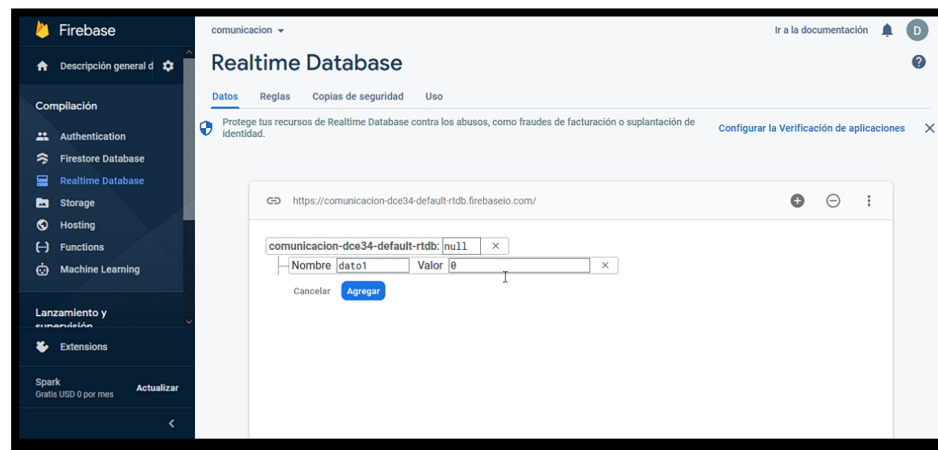 Firebase
Descripción general d
Compilación
Authentication
Firestore Database
Realtime Database
Storage
Hosting
Functions
Machine Learning
Lanzamiento y
supervisión
Extensions
Spark
Gratis USD 0 por mes
Actualizar
comunicacion
Ir a la documentación
D
Realtime Database
Datos Reglas Copias de seguridad Uso
Protege tus recursos de Realtime Database contra los abusos, como fraudes de facturación o suplantación de
identidad.
Configurar la Verificación de aplicaciones
https://comunicacion-dce34-default-rtdb.firebaseio.com/
comunicacion-dce34-default-rtdb: null
Nombre dato1 Valor 0
Cancelar Agregar